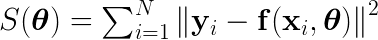 S(𝜽) = ∑_{i=1}^{N} ‖𝐲_i − 𝐟(𝐱_i, 𝜽)‖^2